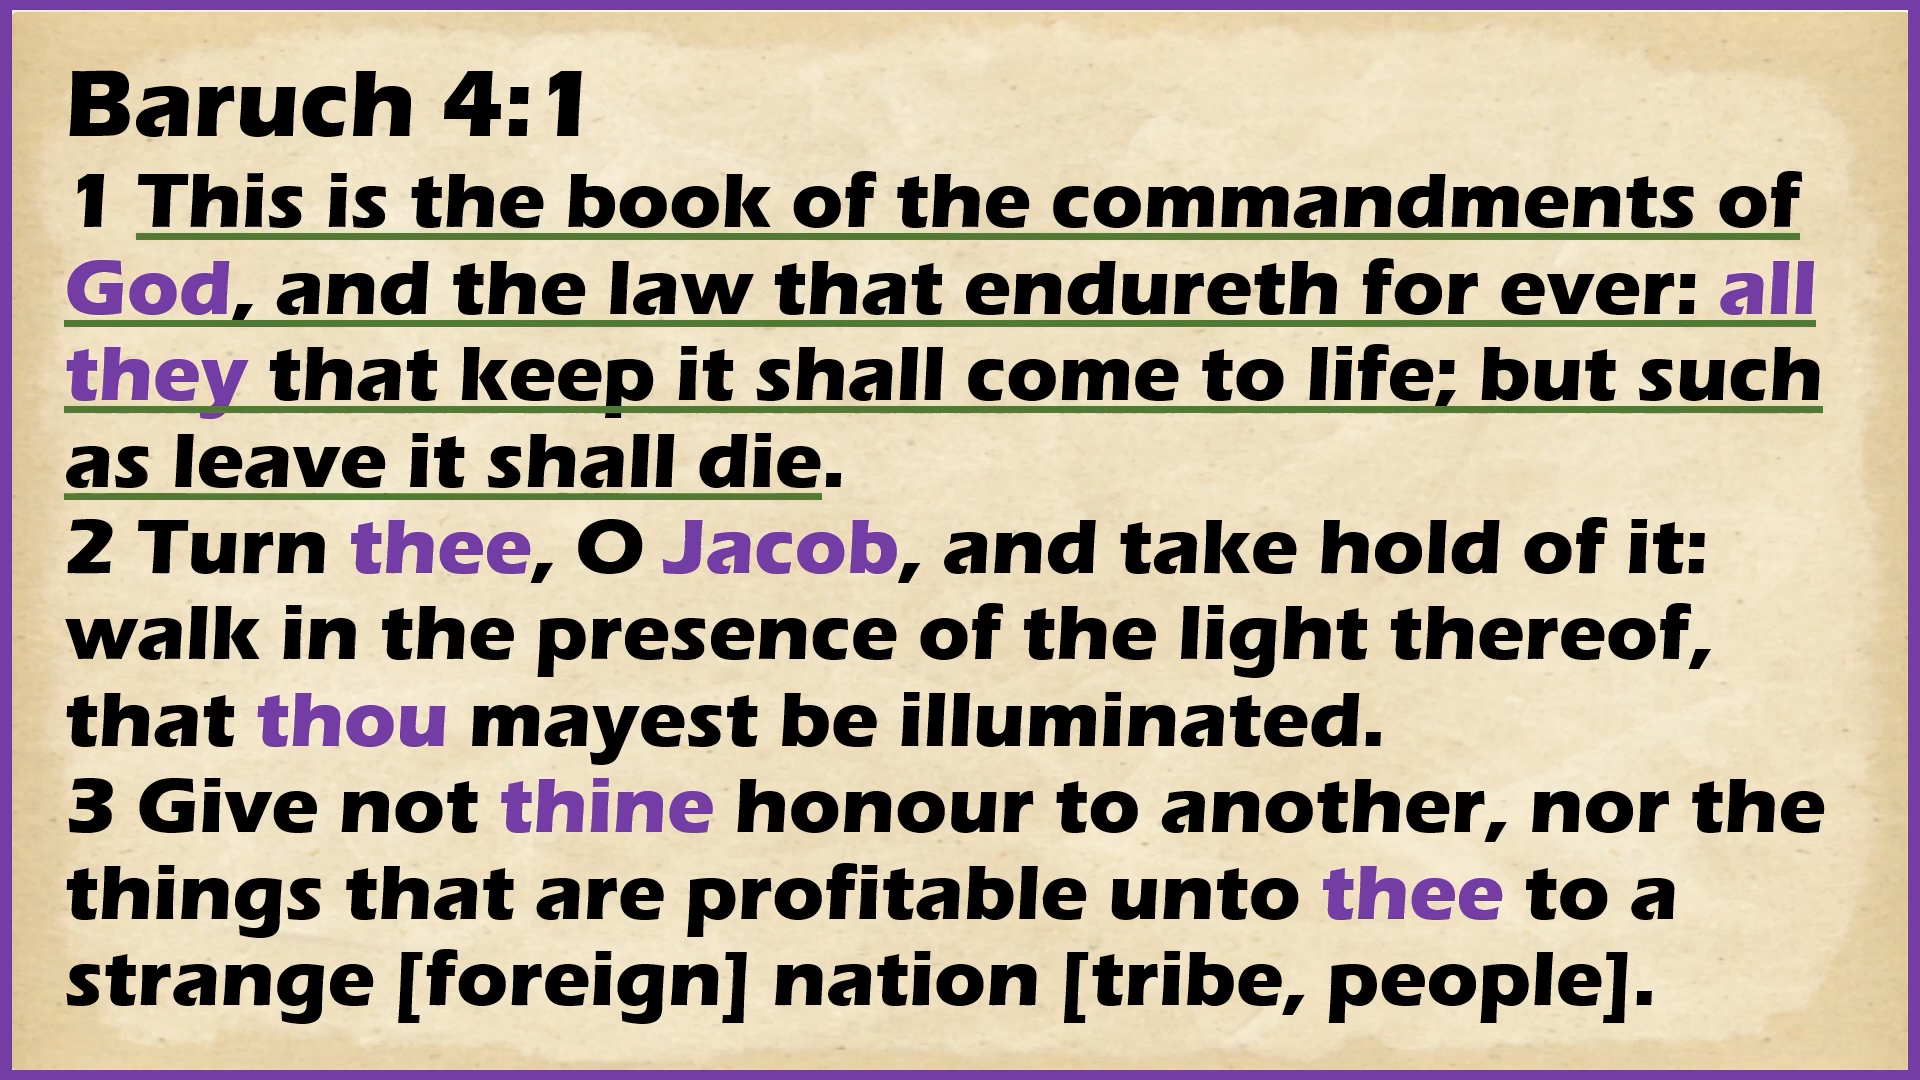 Baruch 4:1
1 This is the book of the commandments of
God, and the law that endureth for ever: all
they that keep it shall come to life; but such
as leave it shall die.
2 Turn thee, O Jacob, and take hold of it:
walk in the presence of the light thereof,
that thou mayest be illuminated.
3 Give not thine honour to another, nor the
things that are profitable unto thee to a
strange [foreign] nation [tribe, people].